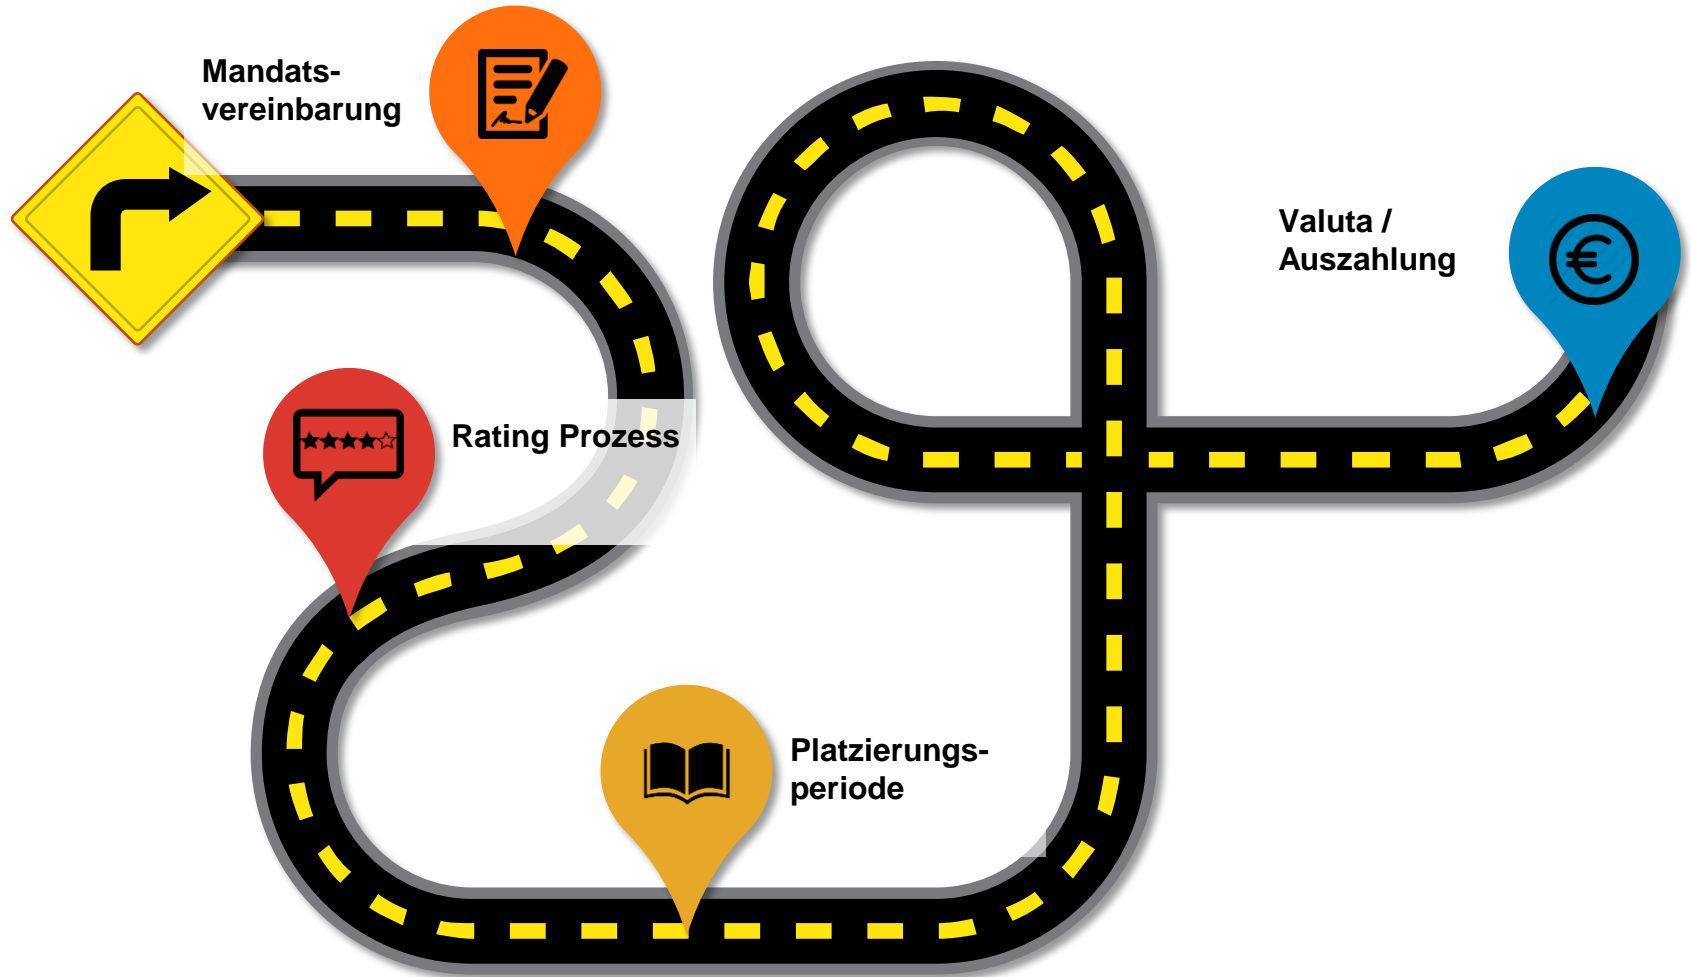 Mandats-
vereinbarung
Rating Prozess
Platzierungs-
periode
Valuta /
Auszahlung